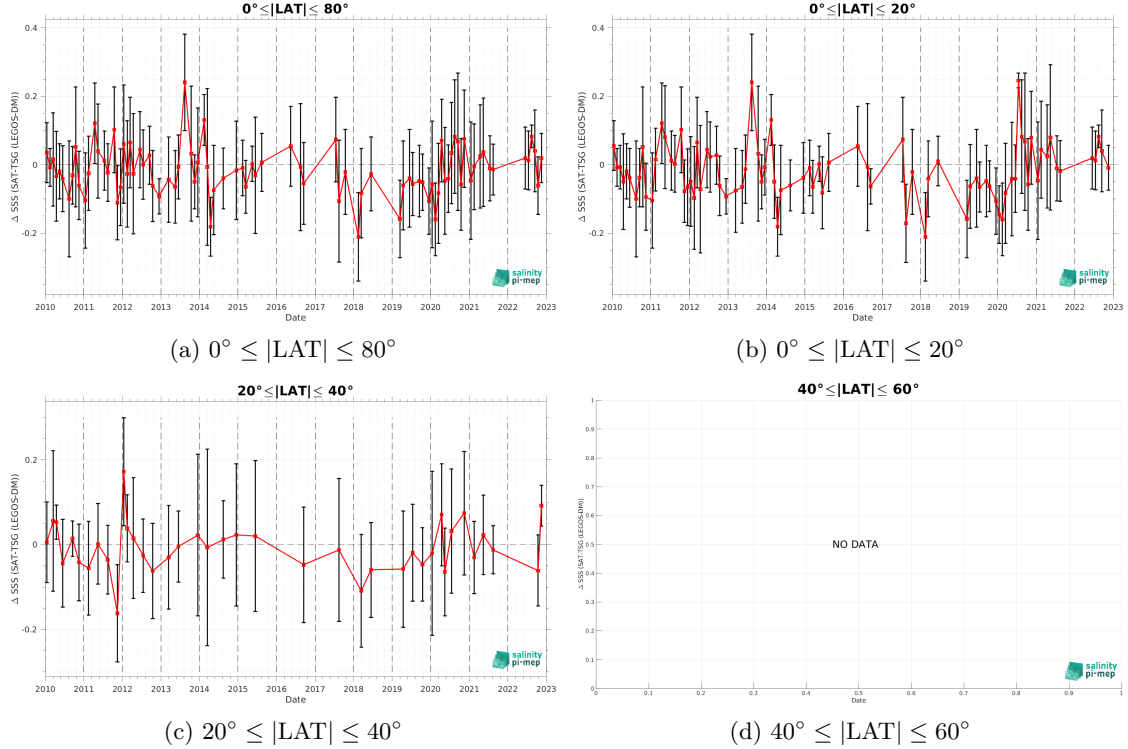 0°≤|LAT|≤ 80°
Δ SSS (SAT-TSG (LEGOS-DM))
0.4
0.2
0
-0.2
2010 2011 2012 2013 2014 2015 2016 2017 2018 2019 2020 2021 2022 2023
Date
salinity
pi-mep
(a) 0° ≤ |LAT| ≤ 80°
0°≤|LAT|≤ 20°
Δ SSS (SAT-TSG (LEGOS-DM))
0.4
0.2
0
-0.2
2010 2011 2012 2013 2014 2015 2016 2017 2018 2019 2020 2021 2022 2023
Date
salinity
pi-mep
(b) 0° ≤ |LAT| ≤ 20°
20°≤|LAT|≤ 40°
Δ SSS (SAT-TSG (LEGOS-DM))
0.2
0
-0.2
2010 2011 2012 2013 2014 2015 2016 2017 2018 2019 2020 2021 2022 2023
Date
salinity
pi-mep
(c) 20° ≤ |LAT| ≤ 40°
40°≤|LAT|≤ 60°
Δ SSS (SAT-TSG (LEGOS-DM))
1
0.9
0.8
0.7
0.6
0.5
0.4
0.3
0.2
0.1
0
NO DATA
0 0.1 0.2 0.3 0.4 0.5 0.6 0.7 0.8 0.9 1
Date
salinity
pi-mep
(d) 40° ≤ |LAT| ≤ 60°